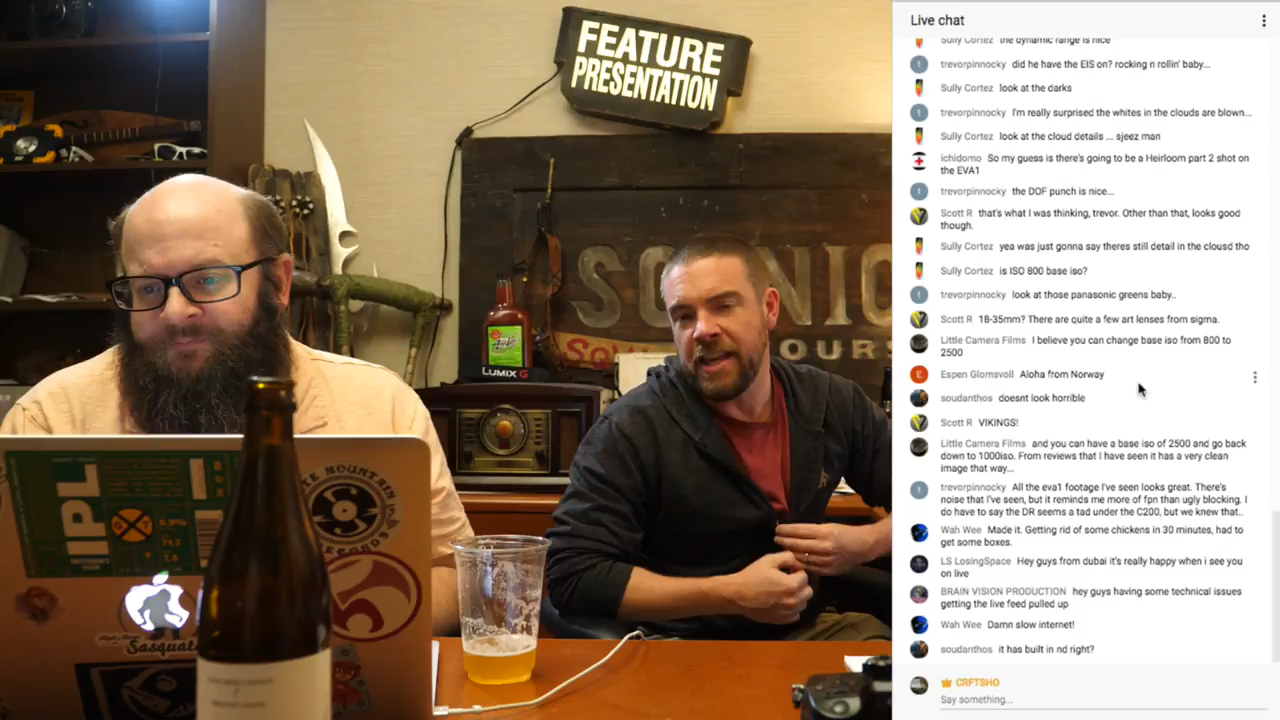 FEATURE
PRESENTATION
SCENIC
TOURS
LUMIX G
IPL
GXT
MOUNTAIN
RECORDS
Sasquatch
Live chat
Sully Cortez the dynamic range is nice
trevorpinnocky did he have the EIS on? rocking n rollin' baby...
Sully Cortez look at the darks
trevorpinnocky I'm really surprised the whites in the clouds are blown...
Sully Cortez look at the cloud details ... sjeez man
ichidomo So my guess is there's going to be a Heirloom part 2 shot on
the EVA1
trevorpinnocky the DOF punch is nice...
Scott R that's what I was thinking, trevor. Other than that, looks good
though.
Sully Cortez yea was just gonna say theres still detail in the clousd tho
Sully Cortez is ISO 800 base iso?
trevorpinnocky look at those panasonic greens baby..
Scott R 18-35mm? There are quite a few art lenses from sigma.
Little Camera Films I believe you can change base iso from 800 to
2500
E Espen Glomsvoll Aloha from Norway
soudanthos doesnt look horrible
Scott R VIKINGS!
Little Camera Films and you can have a base iso of 2500 and go back
down to 1000iso. From reviews that I have seen it has a very clean
image that way...
trevorpinnocky All the eva1 footage I've seen looks great. There's
noise that I've seen, but it reminds me more of fpn than ugly blocking. I
do have to say the DR seems a tad under the C200, but we knew that..
Wah Wee Made it. Getting rid of some chickens in 30 minutes, had to
get some boxes.
LS LosingSpace Hey guys from dubai it's really happy when i see you
on live
BRAIN VISION PRODUCTION hey guys having some technical issues
getting the live feed pulled up
Wah Wee Damn slow internet!
soudanthos it has built in nd right?
CRFTSHO
Say something...